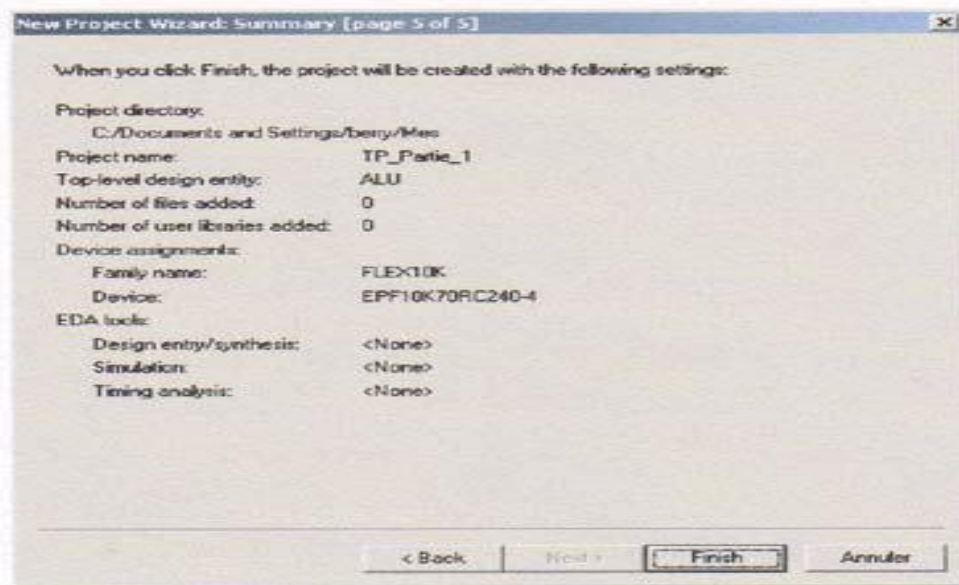 New Project Wizard: Summary [page 5 of 5]
When you click Finish, the project will be created with the following settings:
Project directory:
C:/Documents and Settings/berry/Mes
Project name: TP_Partie_1
Top-level design entity: ALU
Number of files added: 0
Number of user libraries added: 0
Device assignments:
Family name: FLEX10K
Device: EPF10K70RC240-4
EDA tools:
Design entry/synthesis: <None>
Simulation: <None>
Timing analysis: <None>
< Back Next > Finish Annuler